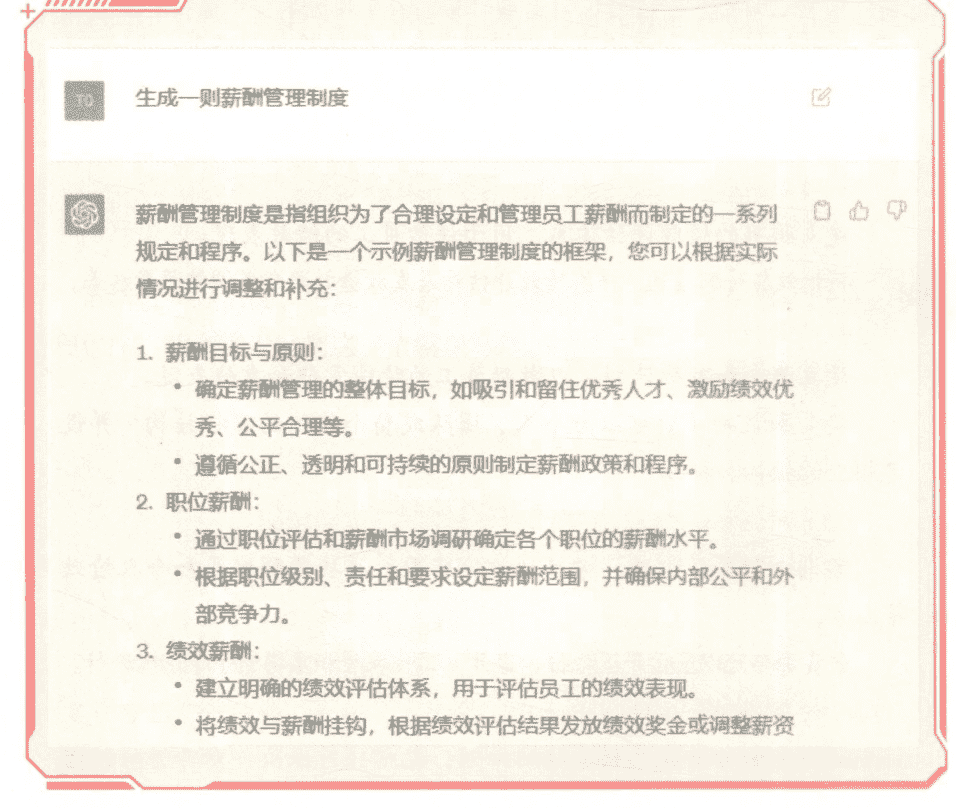 TO
生成一则薪酬管理制度
薪酬管理制度是指组织为了合理设定和管理员工薪酬而制定的一系列
规定和程序。以下是一个示例薪酬管理制度的框架，您可以根据实际
情况进行调整和补充：
1. 薪酬目标与原则：
• 确定薪酬管理的整体目标，如吸引和留住优秀人才、激励绩效优
秀、公平合理等。
• 遵循公正、透明和可持续的原则制定薪酬政策和程序。
2. 职位薪酬：
• 通过职位评估和薪酬市场调研确定各个职位的薪酬水平。
• 根据职位级别、责任和要求设定薪酬范围，并确保内部公平和外
部竞争力。
3. 绩效薪酬：
• 建立明确的绩效评估体系，用于评估员工的绩效表现。
• 将绩效与薪酬挂钩，根据绩效评估结果发放绩效奖金或调整薪资